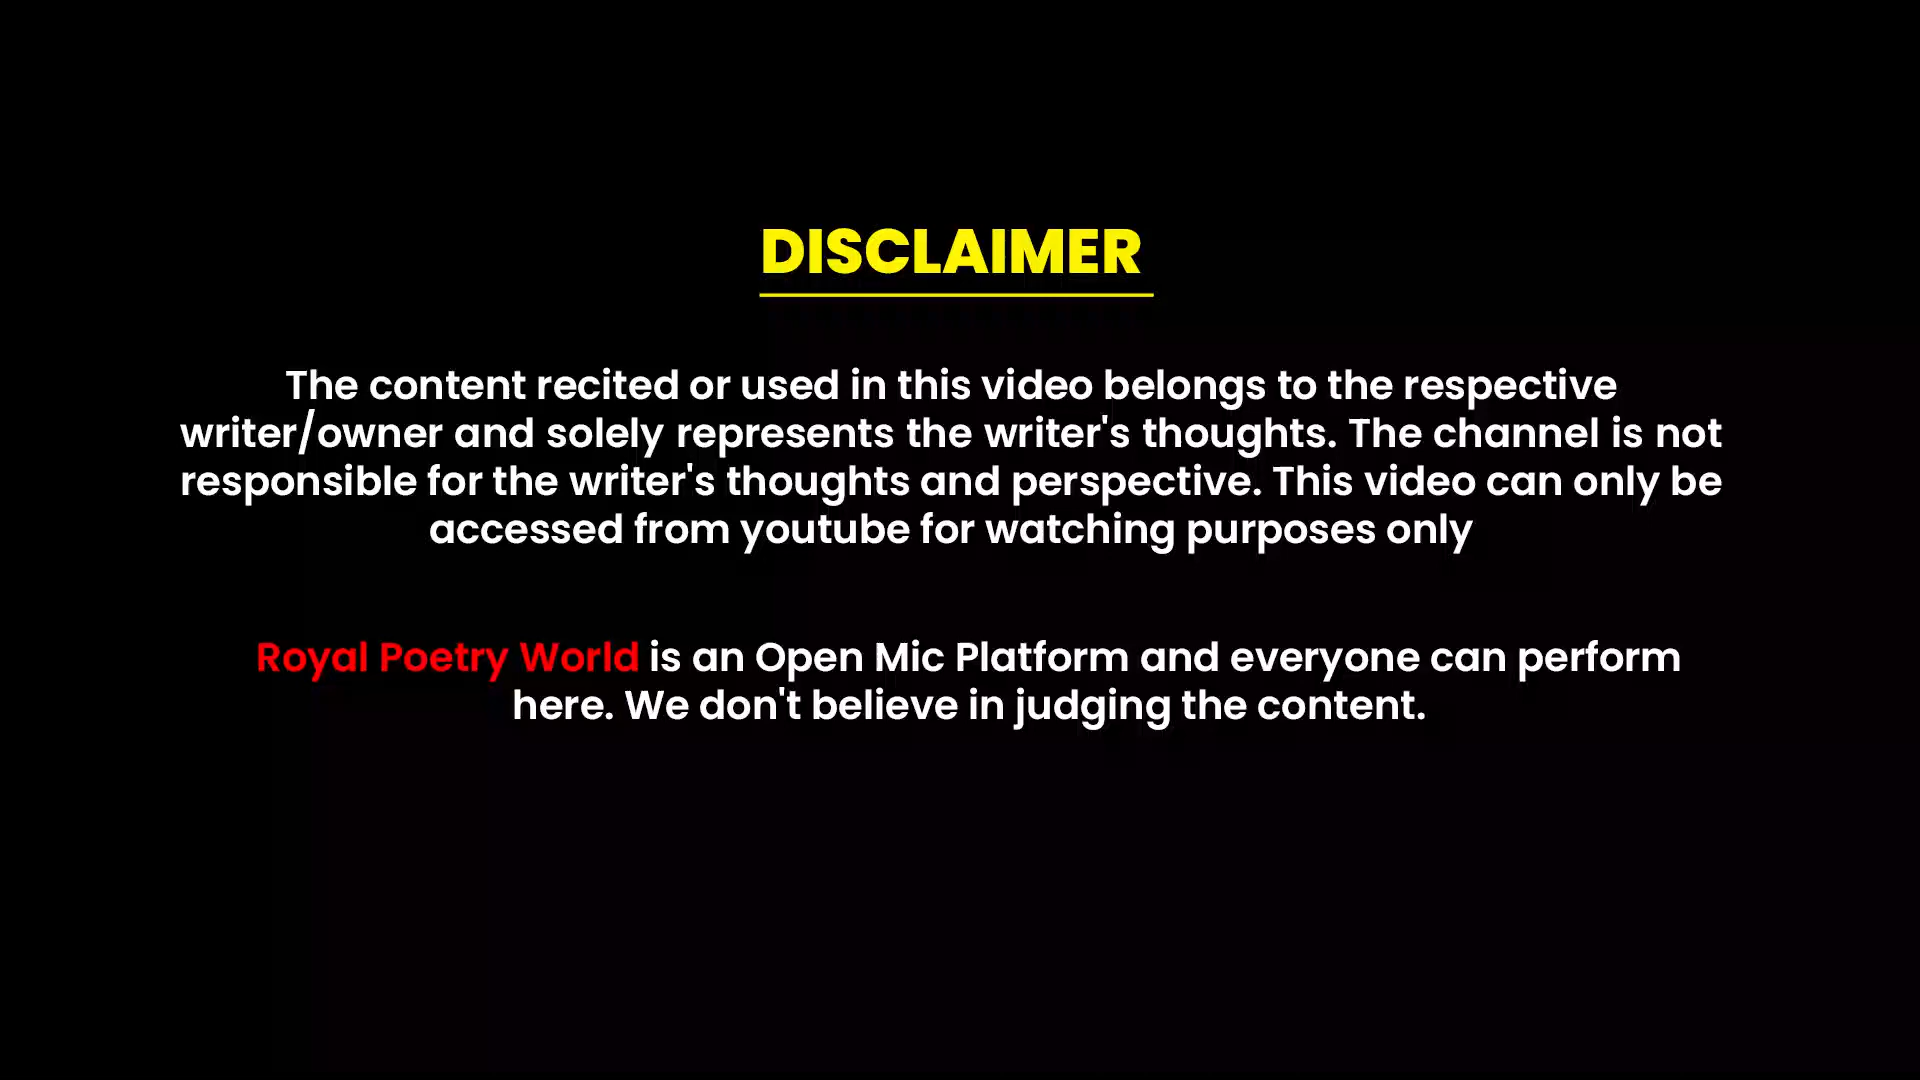 DISCLAIMER
The content recited or used in this video belongs to the respective
writer/owner and solely represents the writer's thoughts. The channel is not
responsible for the writer's thoughts and perspective. This video can only be
accessed from youtube for watching purposes only
Royal Poetry World is an Open Mic Platform and everyone can perform
here. We don't believe in judging the content.